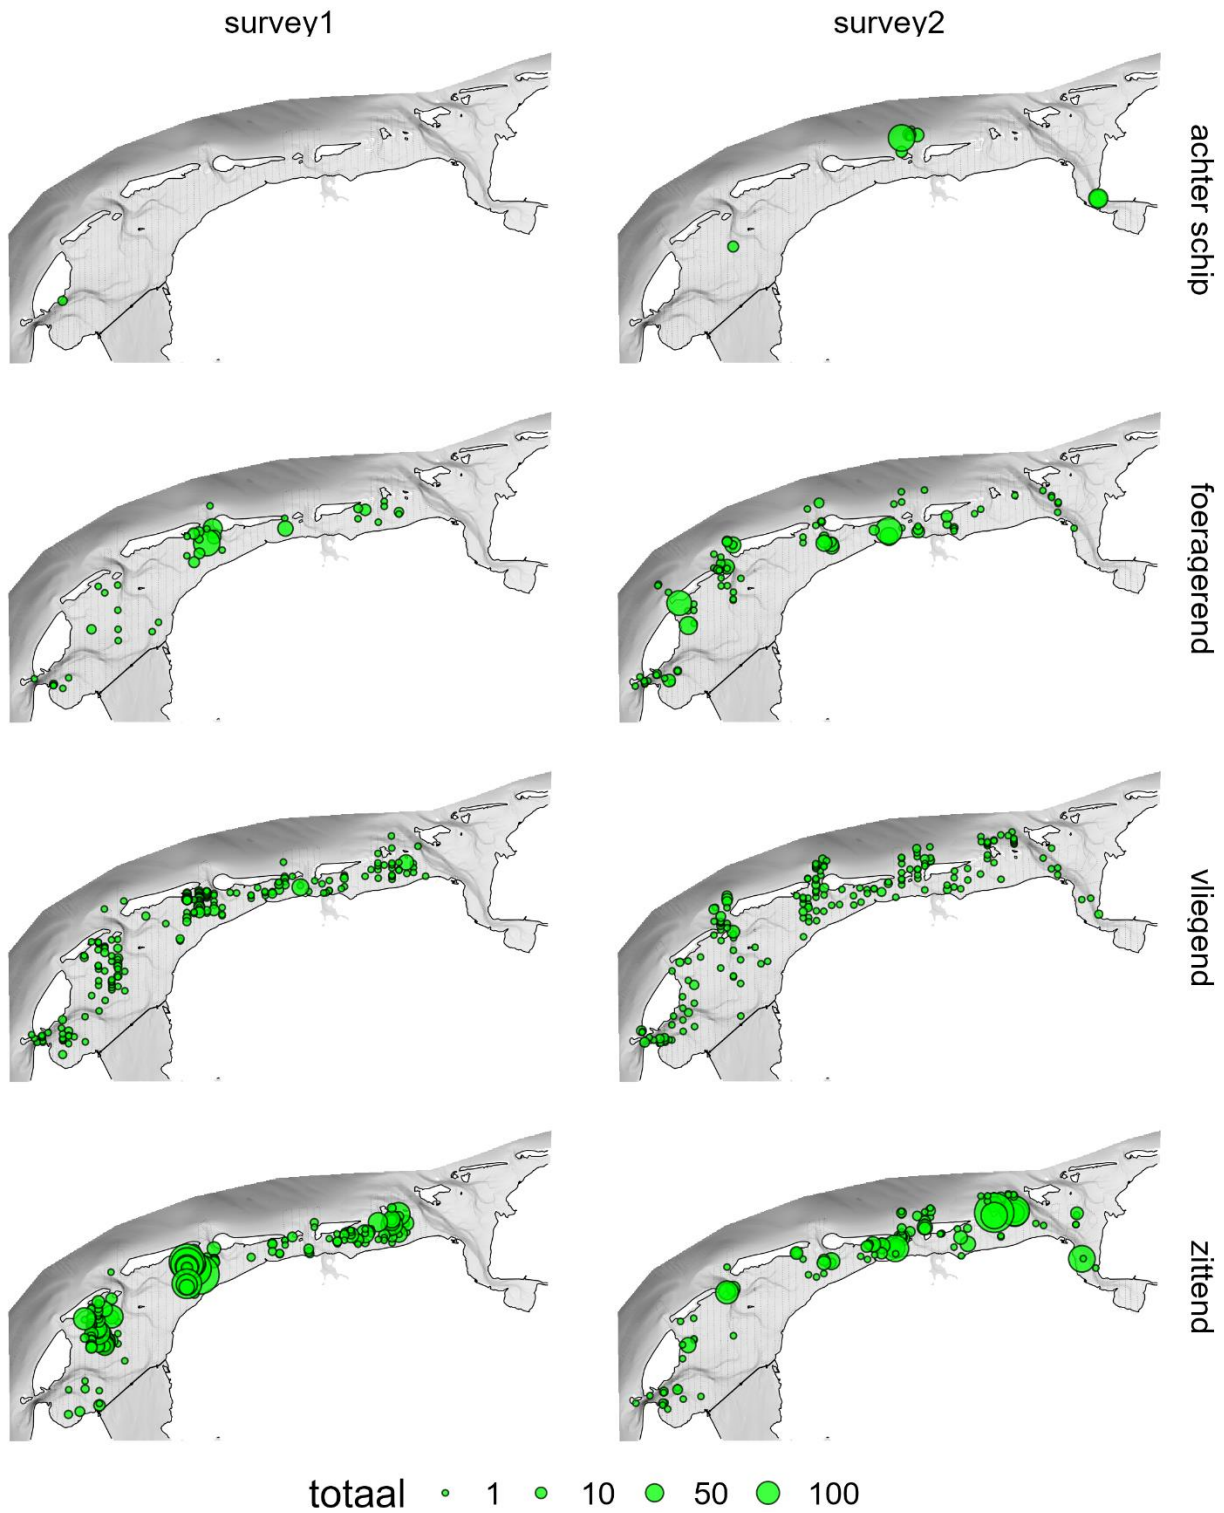 survey1
survey2
achter schip
foeragerend
vliegend
zittend
totaal 1 10 50 100